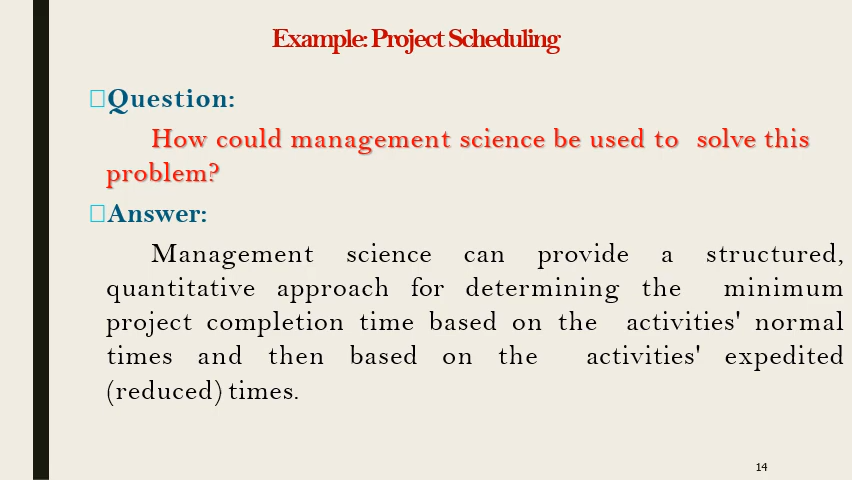 Example: Project Scheduling
Question:
How could management science be used to solve this
problem?
Answer:
Management science can provide a structured,
quantitative approach for determining the minimum
project completion time based on the activities' normal
times and then based on the activities' expedited
(reduced) times.
14